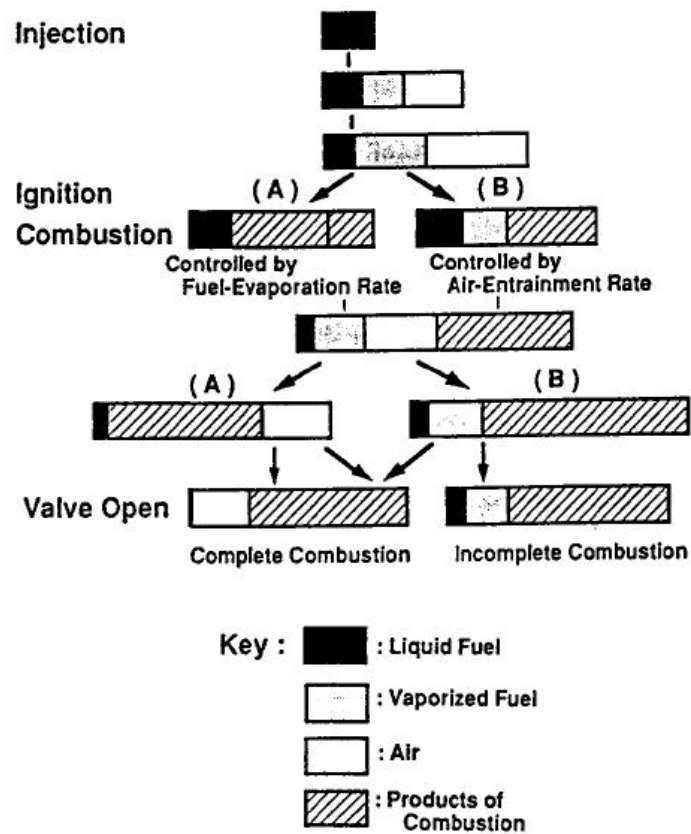 Injection
Ignition
(A)
(B)
Combustion
Controlled by
Fuel-Evaporation Rate
Controlled by
Air-Entrainment Rate
(A)
(B)
Valve Open
Complete Combustion
Incomplete Combustion
Key :
: Liquid Fuel
: Vaporized Fuel
: Air
: Products of
Combustion